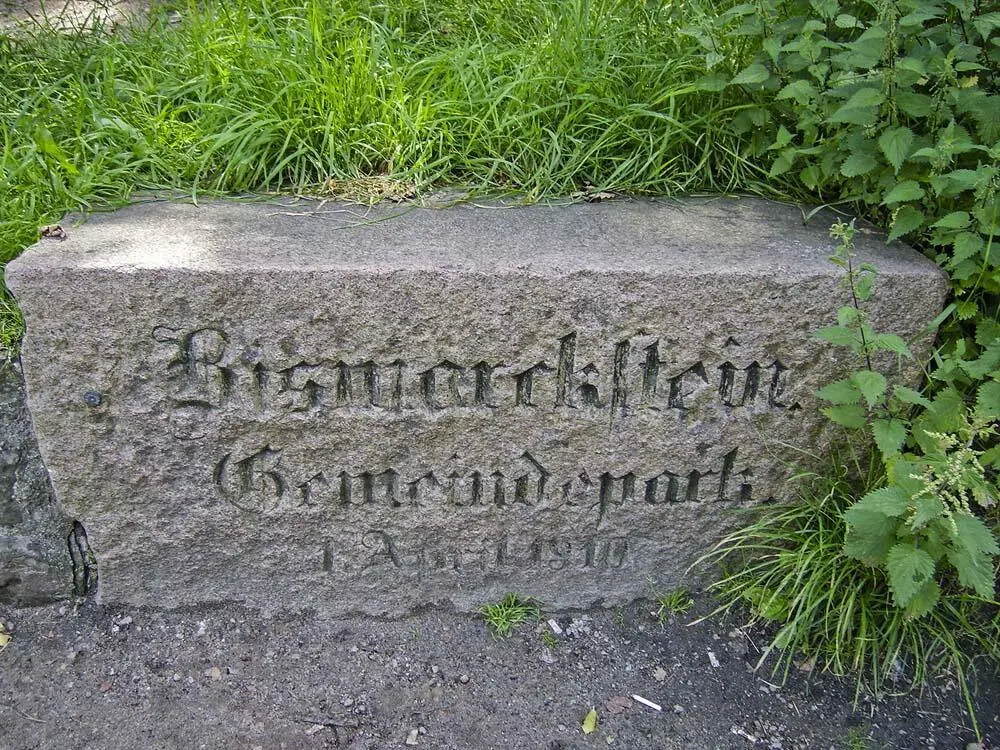 Bismarckstein.
Gemeindepark.
1. April 1910.